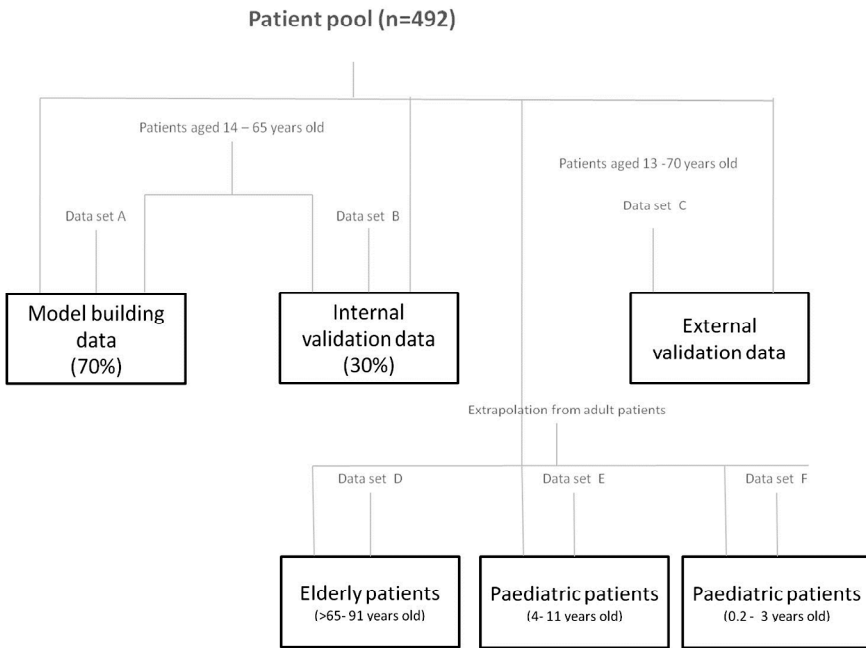 Patient pool (n=492)
Patients aged 14 – 65 years old
Patients aged 13 -70 years old
Data set A
Data set  B
Data set  C
Model building
data
(70%)
Internal
validation data
(30%)
External
validation data
Extrapolation from adult patients
Data set  D
Data set  E
Data set  F
Elderly patients
(>65- 91 years old)
Paediatric patients
(4- 11 years old)
Paediatric patients
(0.2 -  3 years old)